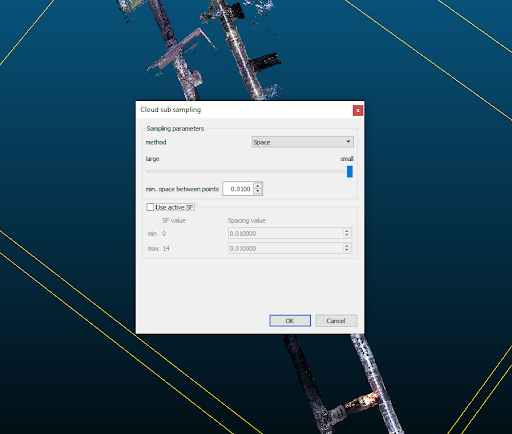 Cloud sub sampling
Sampling parameters
method Space
large small
min. space between points 0.0100
Use active SF
SF value Spacing value
min 0 0.010000
max 14 0.010000
OK Cancel